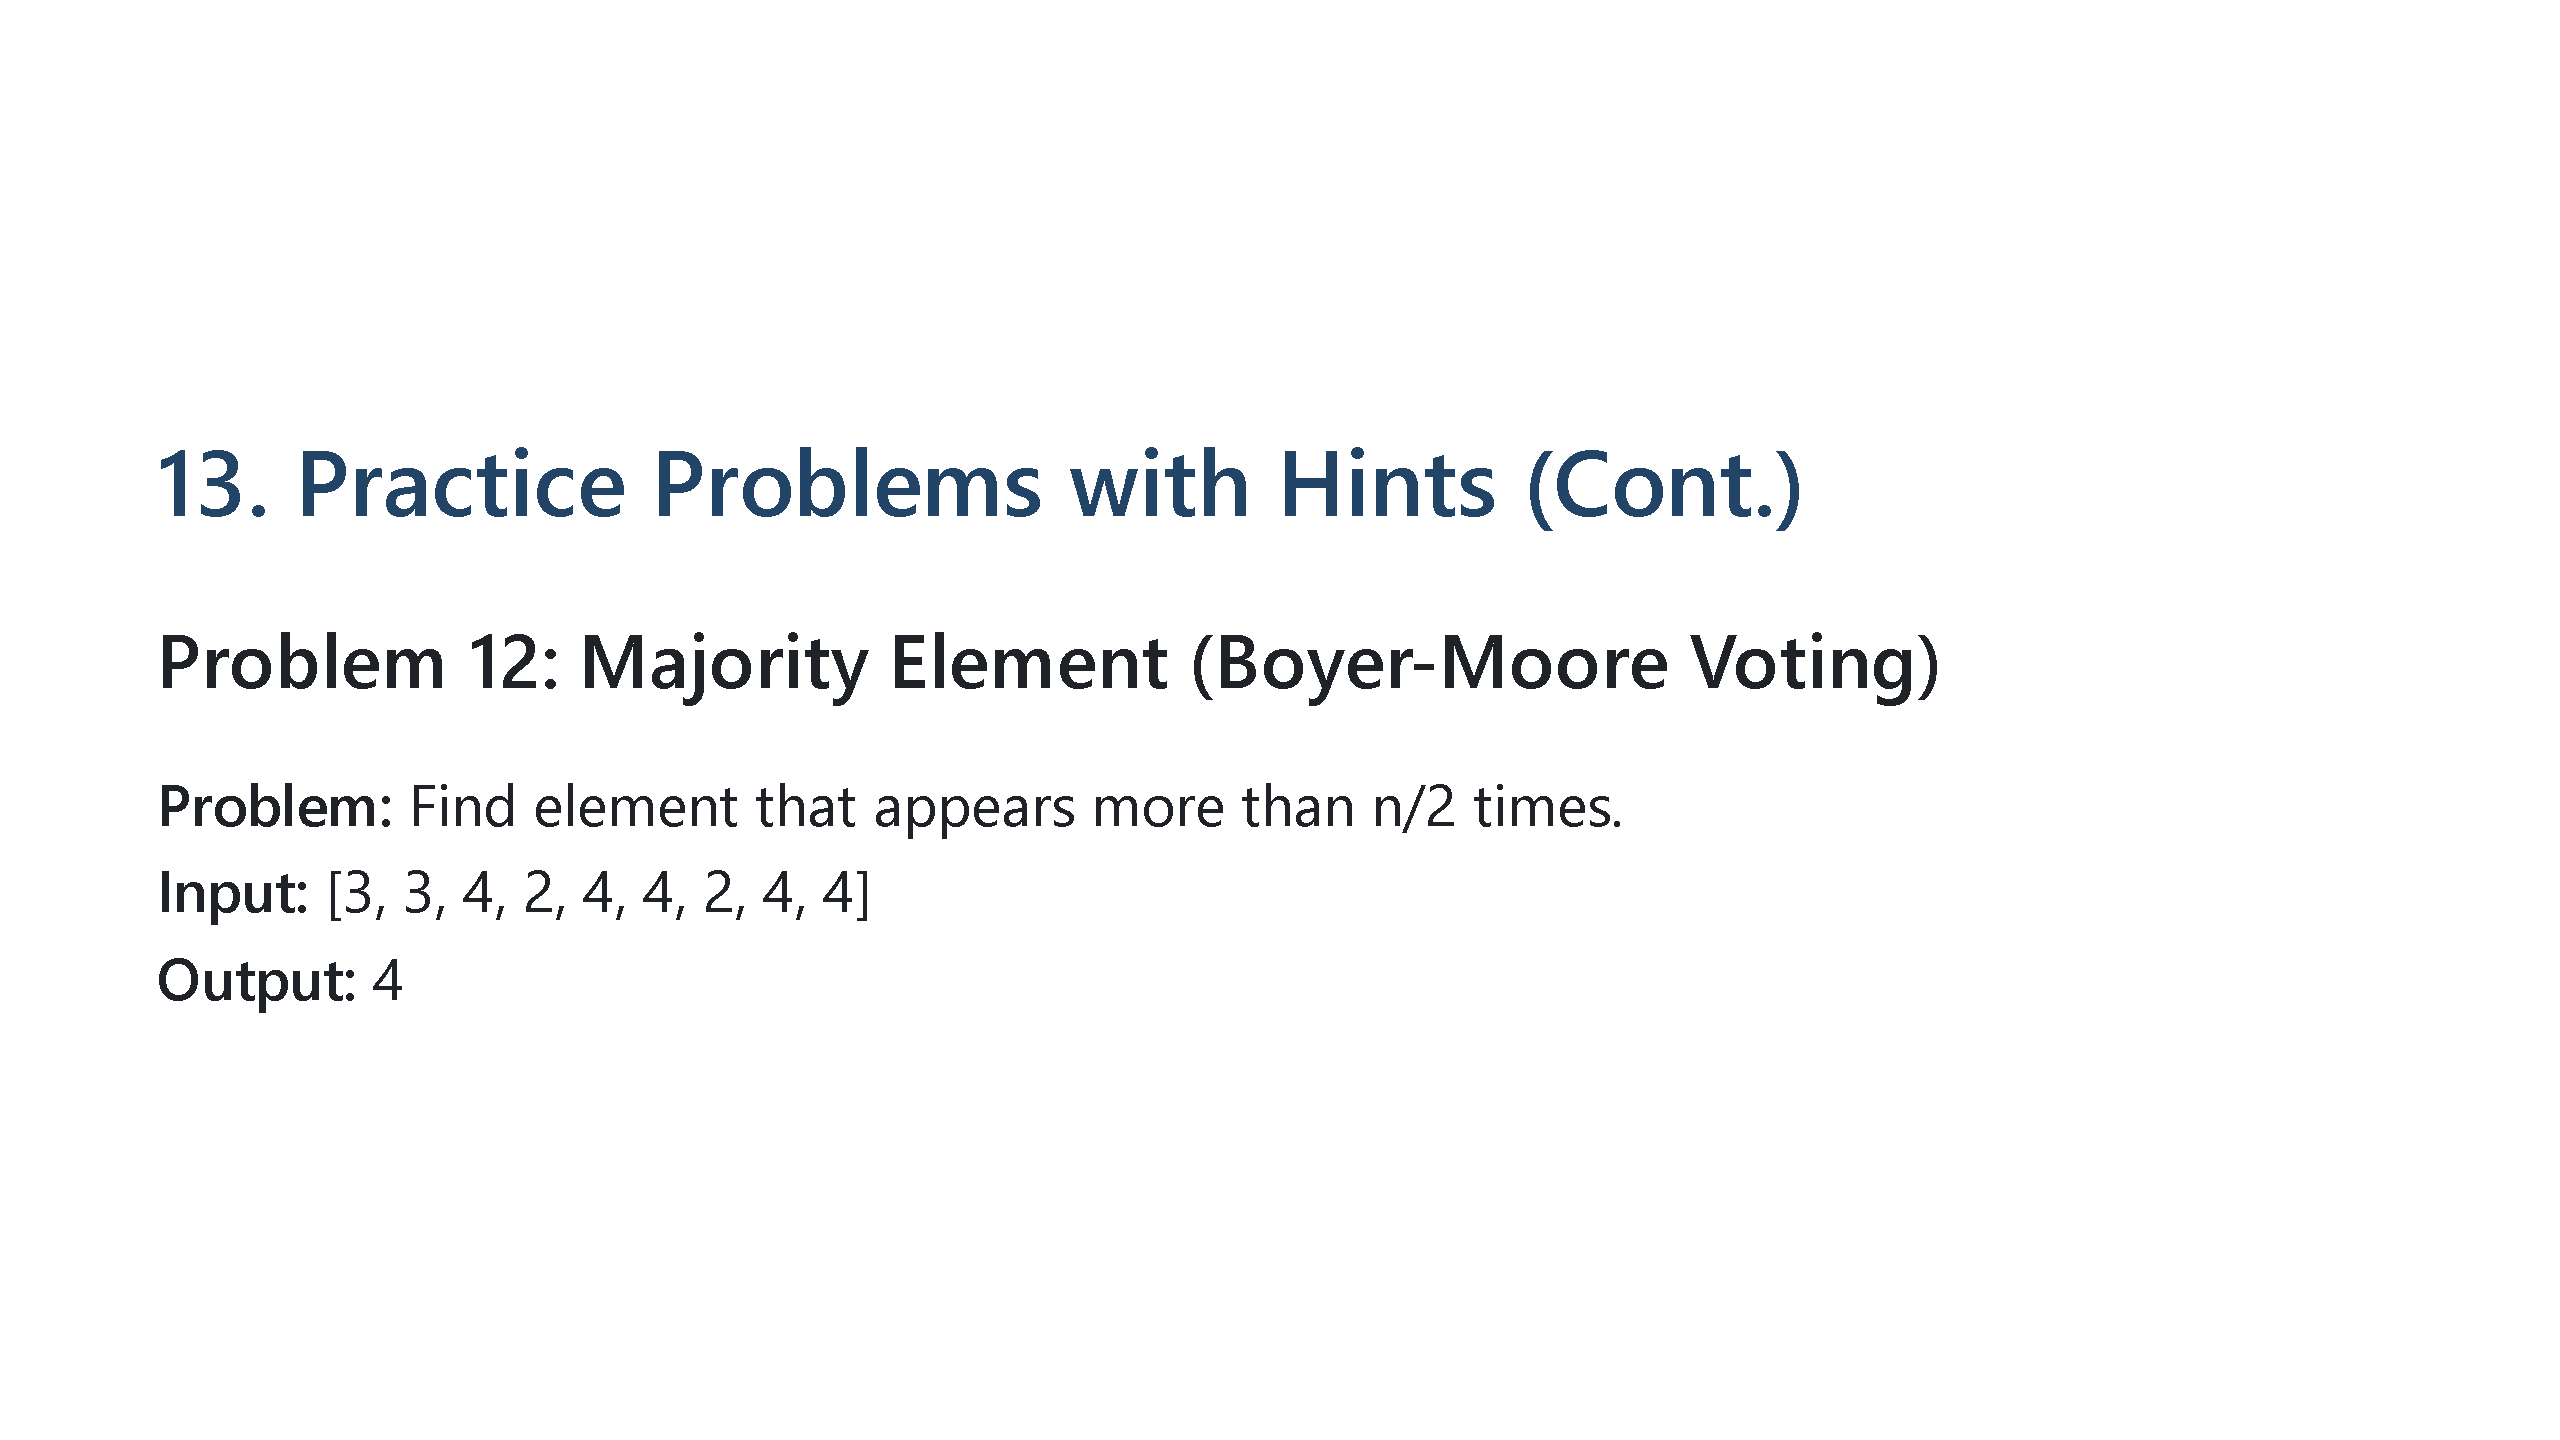 13. Practice Problems with Hints (Cont.)
Problem 12: Majority Element (Boyer-Moore Voting)
Problem: Find element that appears more than n/2 times.
Input: [3, 3, 4, 2, 4, 4, 2, 4, 4]
Output: 4